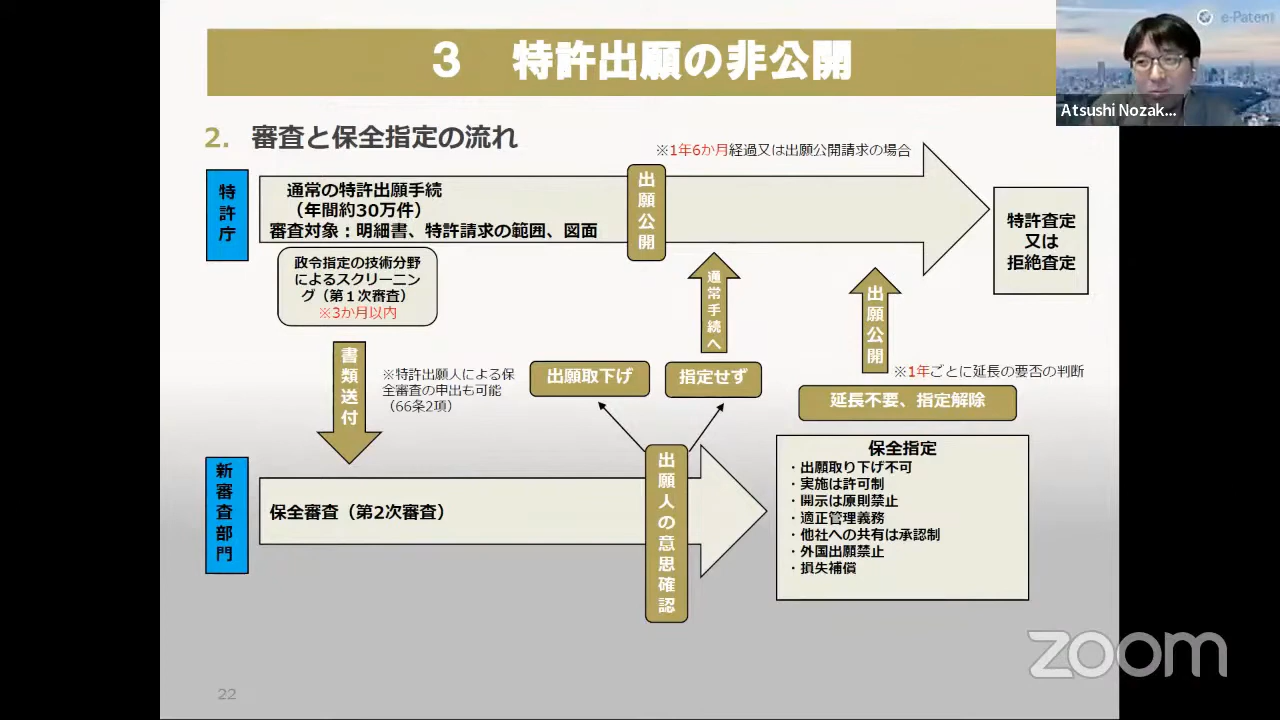 3 特許出願の非公開
e-Patent
Atsushi Nozak...
2. 審査と保全指定の流れ
※1年6か月経過又は出願公開請求の場合
特許庁
通常の特許出願手続
（年間約30万件）
審査対象：明細書、特許請求の範囲、図面
出願公開
特許査定
又は
拒絶査定
政令指定の技術分野
によるスクリーニン
グ（第１次審査）
※3か月以内
通常手続へ
出願公開
書類送付
※特許出願人による保
全審査の申出も可能
（66条2項）
出願取下げ
指定せず
※1年ごとに延長の要否の判断
延長不要、指定解除
新審査部門
保全審査（第2次審査）
出願人の意思確認
保全指定
・出願取り下げ不可
・実施は許可制
・開示は原則禁止
・適正管理義務
・他社への共有は承認制
・外国出願禁止
・損失補償
zoom
22